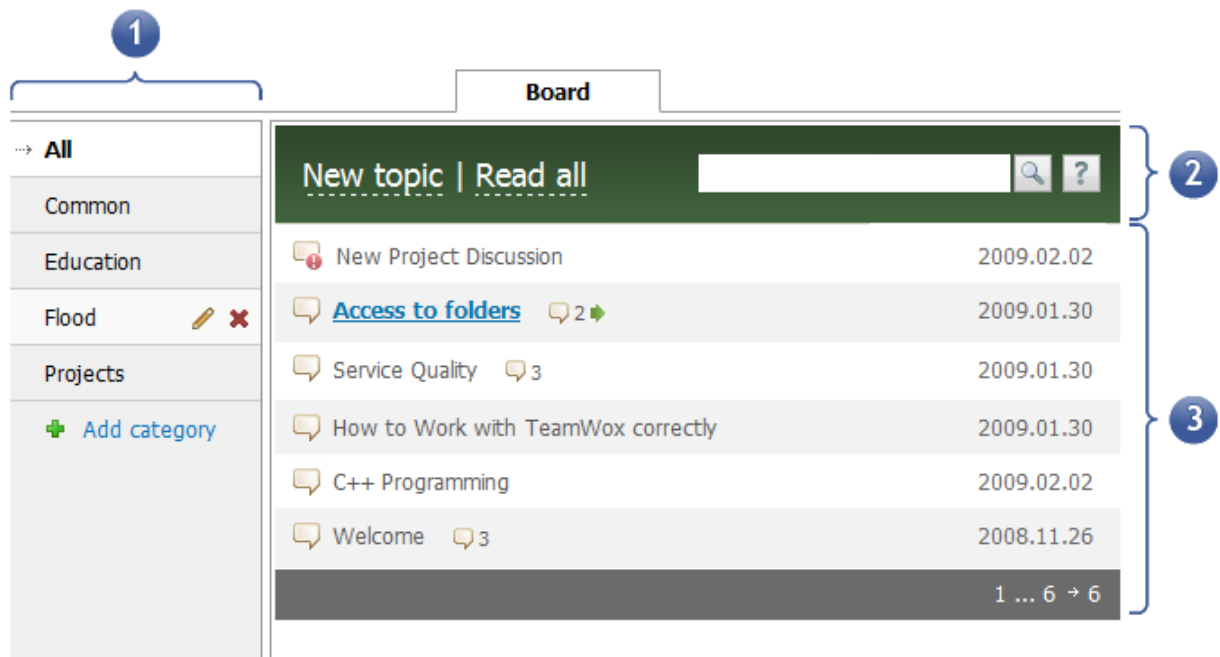 1
Board
All
Common
Education
Flood
Projects
Add category
New topic | Read all
?
2
New Project Discussion 2009.02.02
Access to folders 2 2009.01.30
Service Quality 3 2009.01.30
How to Work with TeamWox correctly 2009.01.30
C++ Programming 2009.02.02
Welcome 3 2008.11.26
1 ... 6 → 6
3